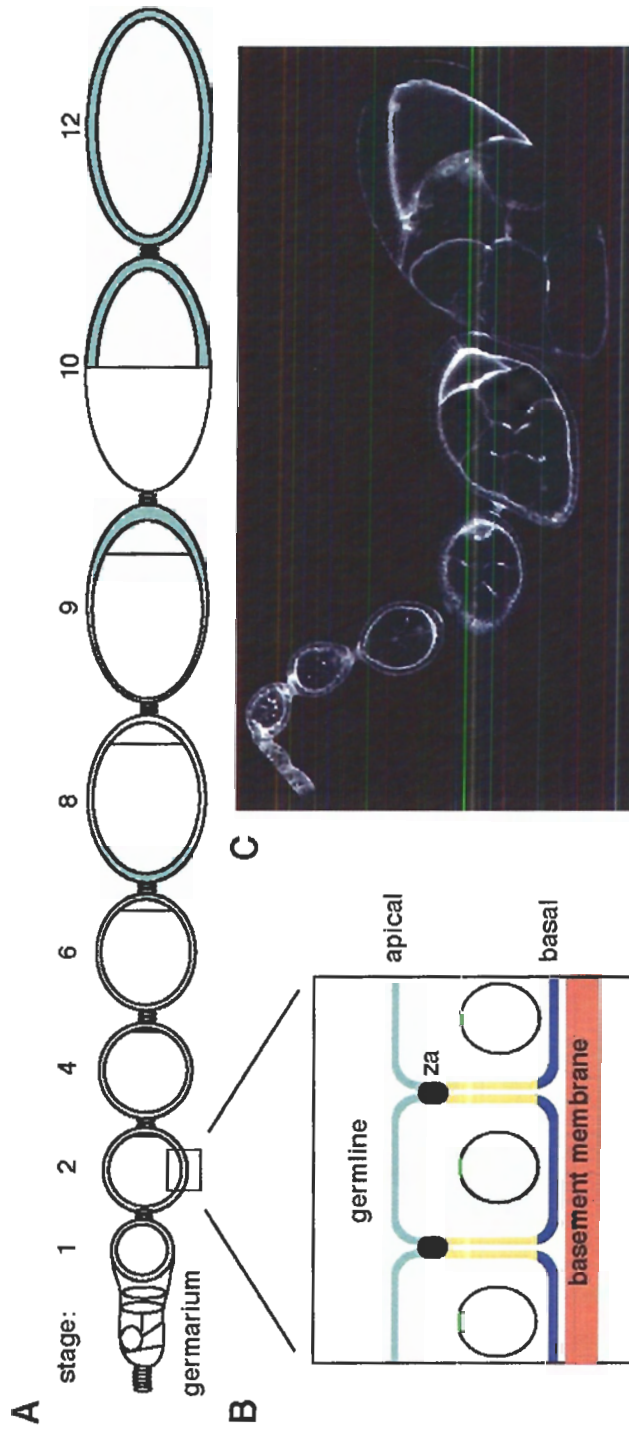 A
stage:
1
2
4
6
8
9
10
12
germarium
B
germline
apical
za
basal
basement membrane
C